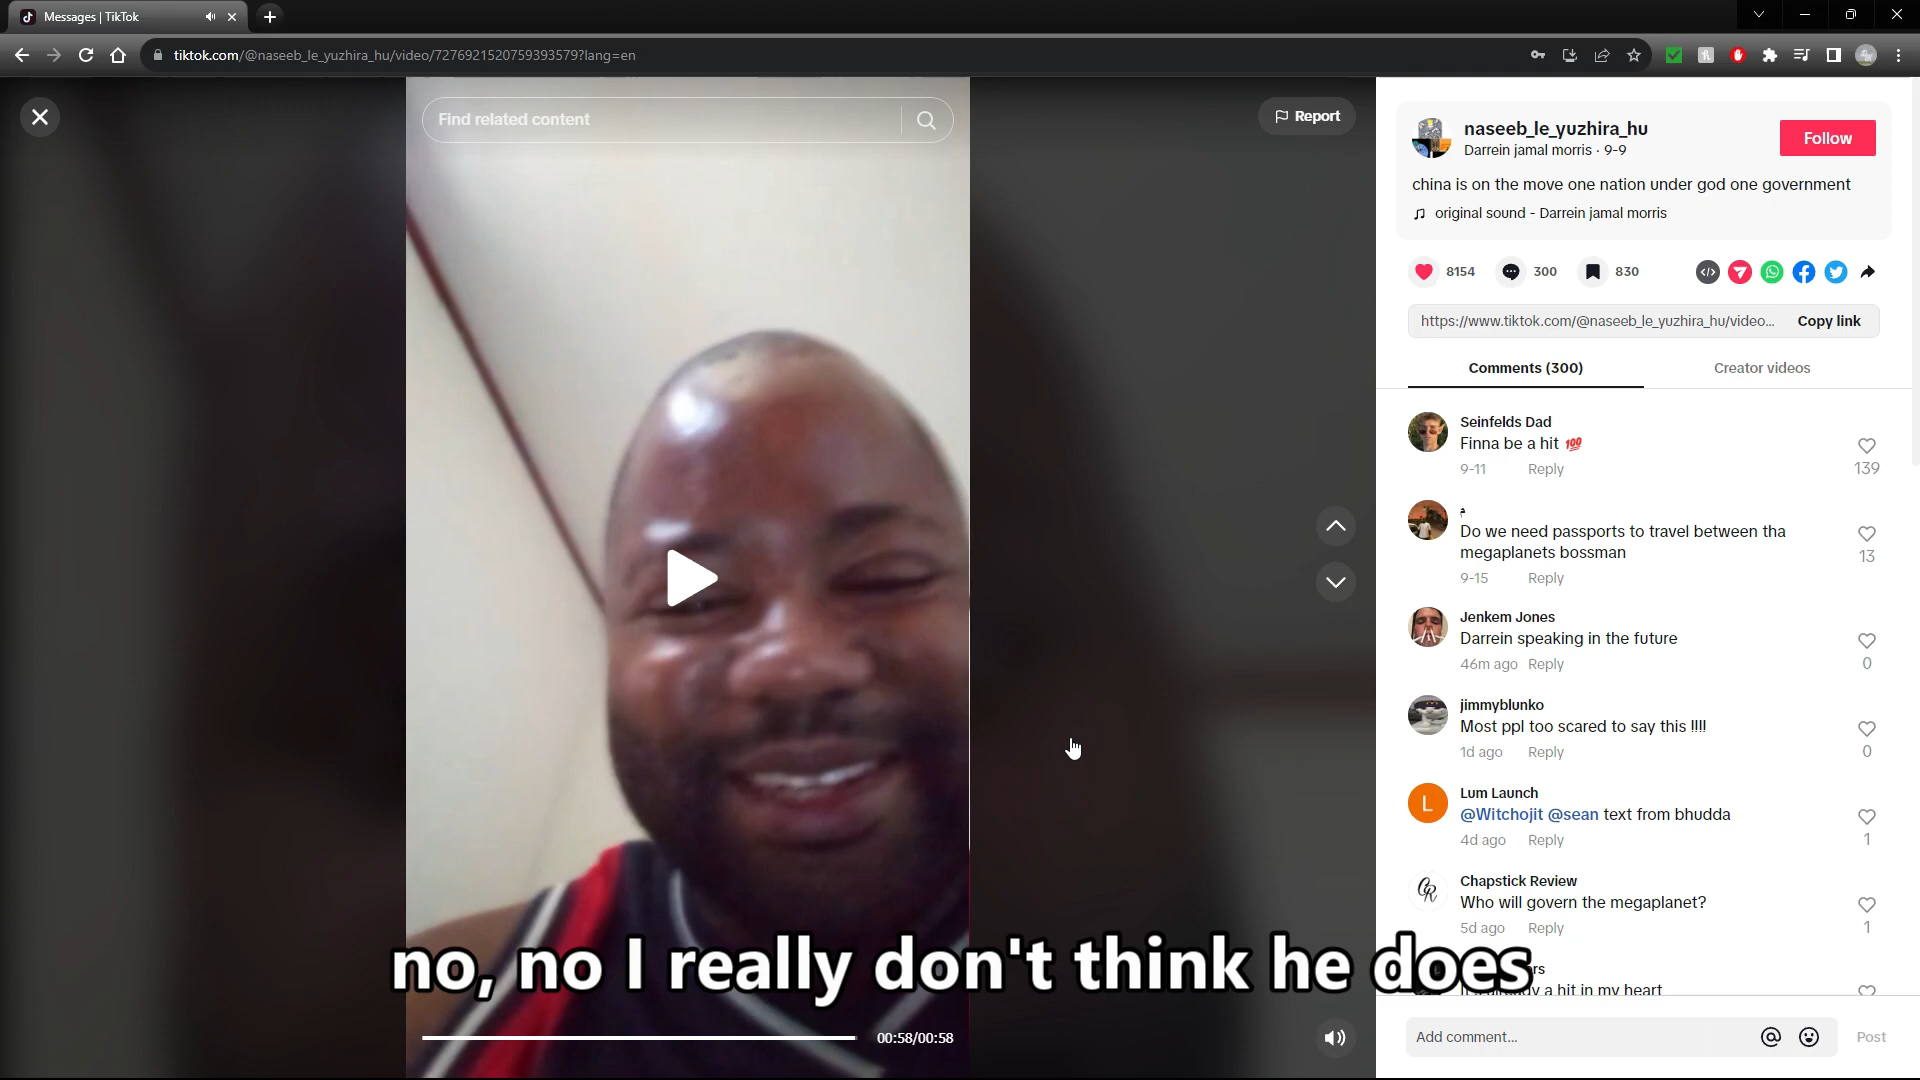 Messages | TikTok
tiktok.com/@naseeb_le_yuzhira_hu/video/7276921520759393579?lang=en
Find related content
Report
naseeb_le_yuzhira_hu
Darrein jamal morris · 9-9
Follow
china is on the move one nation under god one government
original sound - Darrein jamal morris
8154
300
830
https://www.tiktok.com/@naseeb_le_yuzhira_hu/video...
Copy link
Comments (300)
Creator videos
Seinfelds Dad
Finna be a hit 💯
9-11
Reply
139
Do we need passports to travel between tha
megaplanets bossman
9-15
Reply
13
Jenkem Jones
Darrein speaking in the future
46m ago
Reply
0
jimmyblunko
Most ppl too scared to say this !!!!
1d ago
Reply
0
L
Lum Launch
@Witchojit @sean text from bhudda
4d ago
Reply
1
CR
Chapstick Review
Who will govern the megaplanet?
5d ago
Reply
1
no, no I really don't think he does
a hit in my heart
00:58/00:58
Add comment...
Post